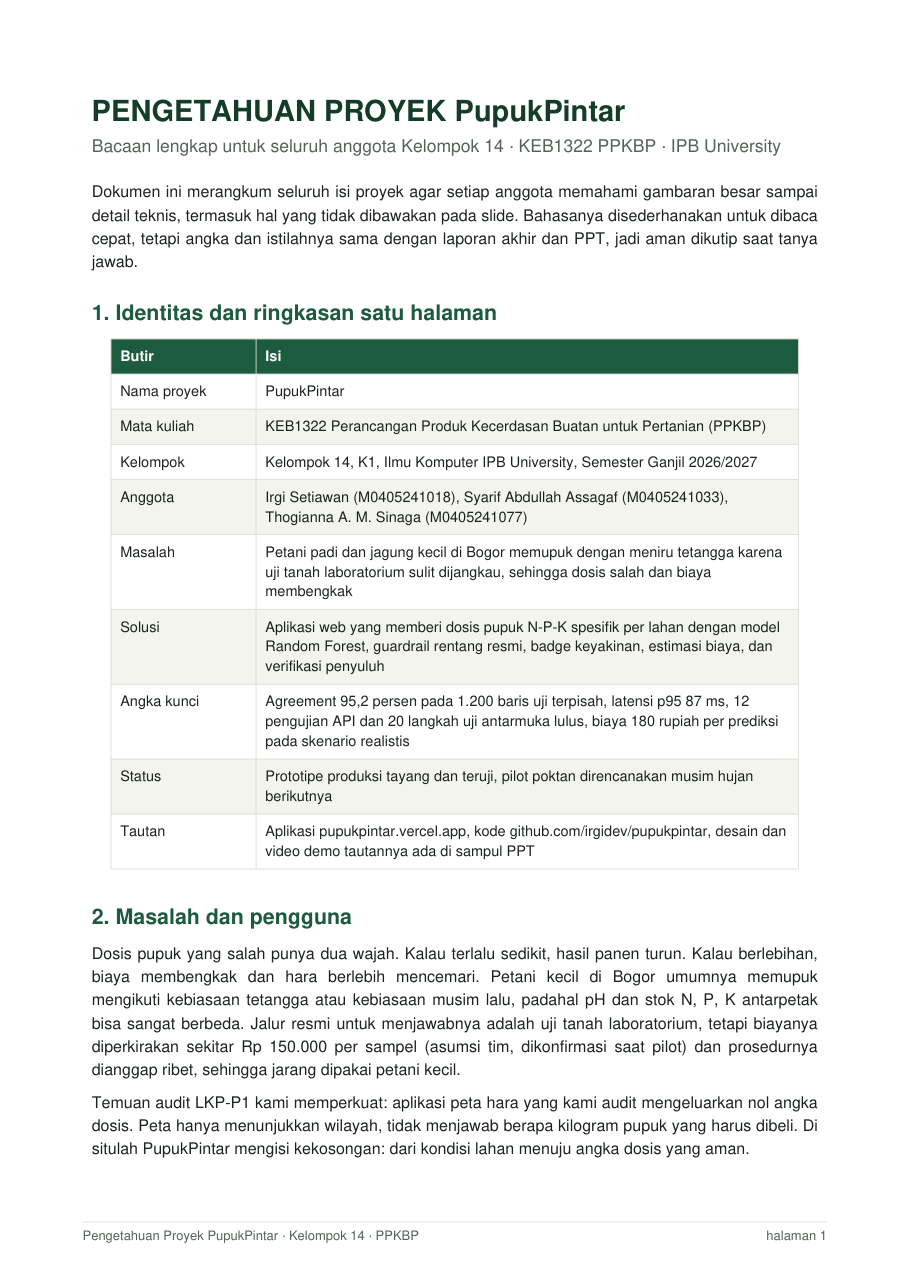 PENGETAHUAN PROYEK PupukPintar
Bacaan lengkap untuk seluruh anggota Kelompok 14 · KEB1322 PPKBP · IPB University
Dokumen ini merangkum seluruh isi proyek agar setiap anggota memahami gambaran besar sampai
detail teknis, termasuk hal yang tidak dibawakan pada slide. Bahasanya disederhanakan untuk dibaca
cepat, tetapi angka dan istilahnya sama dengan laporan akhir dan PPT, jadi aman dikutip saat tanya
jawab.
1. Identitas dan ringkasan satu halaman
Butir Isi
Nama proyek PupukPintar
Mata kuliah KEB1322 Perancangan Produk Kecerdasan Buatan untuk Pertanian (PPKBP)
Kelompok Kelompok 14, K1, Ilmu Komputer IPB University, Semester Ganjil 2026/2027
Anggota Irgi Setiawan (M0405241018), Syarif Abdullah Assagaf (M0405241033),
Thogianna A. M. Sinaga (M0405241077)
Masalah Petani padi dan jagung kecil di Bogor memupuk dengan meniru tetangga karena
uji tanah laboratorium sulit dijangkau, sehingga dosis salah dan biaya
membengkak
Solusi Aplikasi web yang memberi dosis pupuk N-P-K spesifik per lahan dengan model
Random Forest, guardrail rentang resmi, badge keyakinan, estimasi biaya, dan
verifikasi penyuluh
Angka kunci Agreement 95,2 persen pada 1.200 baris uji terpisah, latensi p95 87 ms, 12
pengujian API dan 20 langkah uji antarmuka lulus, biaya 180 rupiah per prediksi
pada skenario realistis
Status Prototipe produksi tayang dan teruji, pilot poktan direncanakan musim hujan
berikutnya
Tautan Aplikasi pupukpintar.vercel.app, kode github.com/irgidev/pupukpintar, desain dan
video demo tautannya ada di sampul PPT
2. Masalah dan pengguna
Dosis pupuk yang salah punya dua wajah. Kalau terlalu sedikit, hasil panen turun. Kalau berlebihan,
biaya membengkak dan hara berlebih mencemari. Petani kecil di Bogor umumnya memupuk
mengikuti kebiasaan tetangga atau kebiasaan musim lalu, padahal pH dan stok N, P, K antarpetak
bisa sangat berbeda. Jalur resmi untuk menjawabnya adalah uji tanah laboratorium, tetapi biayanya
diperkirakan sekitar Rp 150.000 per sampel (asumsi tim, dikonfirmasi saat pilot) dan prosedurnya
dianggap ribet, sehingga jarang dipakai petani kecil.
Temuan audit LKP-P1 kami memperkuat: aplikasi peta hara yang kami audit mengeluarkan nol angka
dosis. Peta hanya menunjukkan wilayah, tidak menjawab berapa kilogram pupuk yang harus dibeli. Di
situlah PupukPintar mengisi kekosongan: dari kondisi lahan menuju angka dosis yang aman.
Pengetahuan Proyek PupukPintar · Kelompok 14 · PPKBP halaman 1